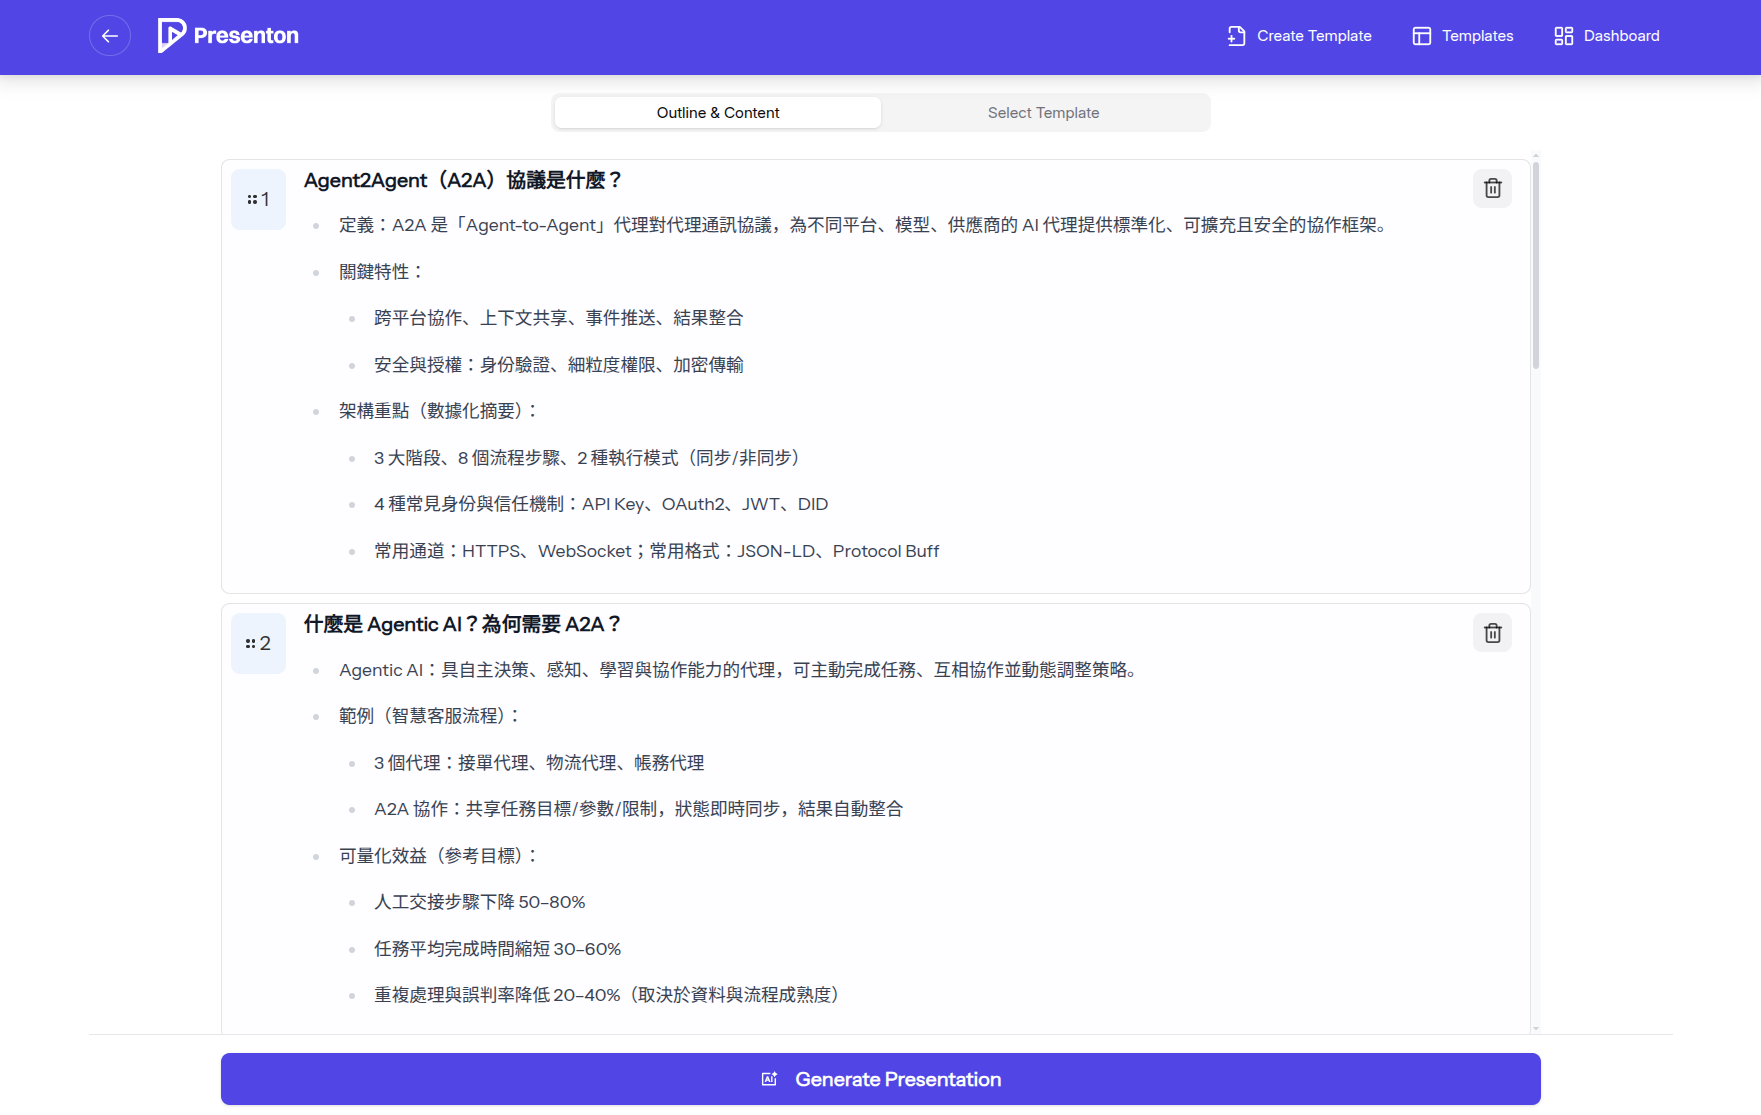 Presenton
Create Template
Templates
Dashboard
Outline & Content
Select Template
1
Agent2Agent（A2A）協議是什麼？
定義：A2A 是「Agent-to-Agent」代理對代理通訊協議，為不同平台、模型、供應商的 AI 代理提供標準化、可擴充且安全的協作框架。
關鍵特性：
跨平台協作、上下文共享、事件推送、結果整合
安全與授權：身份驗證、細粒度權限、加密傳輸
架構重點（數據化摘要）：
3 大階段、8 個流程步驟、2 種執行模式（同步/非同步）
4 種常見身份與信任機制：API Key、OAuth2、JWT、DID
常用通道：HTTPS、WebSocket；常用格式：JSON-LD、Protocol Buff
2
什麼是 Agentic AI？為何需要 A2A？
Agentic AI：具自主決策、感知、學習與協作能力的代理，可主動完成任務、互相協作並動態調整策略。
範例（智慧客服流程）：
3 個代理：接單代理、物流代理、帳務代理
A2A 協作：共享任務目標/參數/限制，狀態即時同步，結果自動整合
可量化效益（參考目標）：
人工交接步驟下降 50–80%
任務平均完成時間縮短 30–60%
重複處理與誤判率降低 20–40%（取決於資料與流程成熟度）
AI Generate Presentation